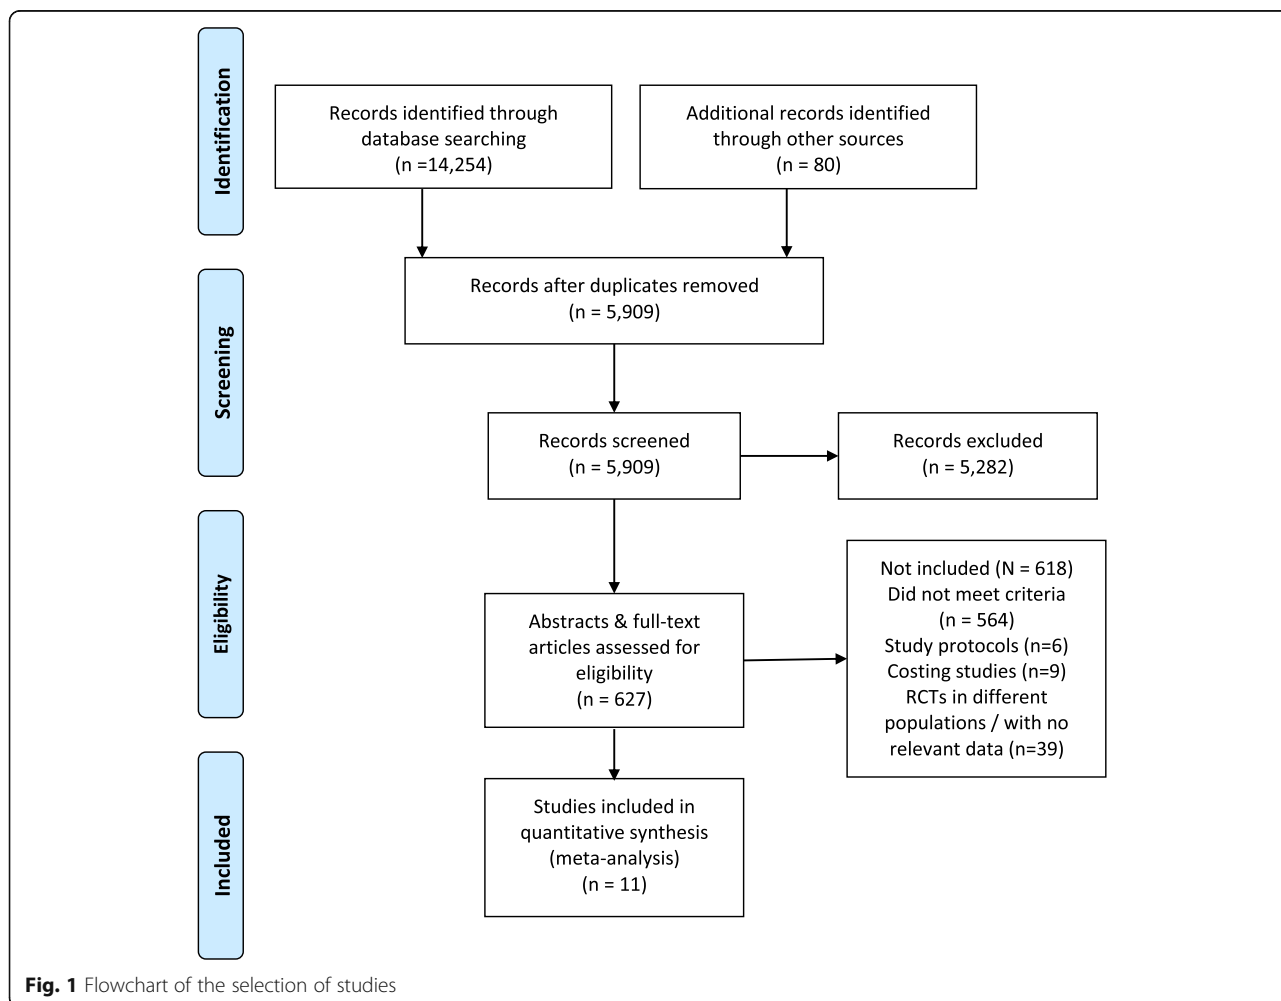 Identification
Records identified through
database searching
(n =14,254)
Additional records identified
through other sources
(n = 80)
Screening
Records after duplicates removed
(n = 5,909)
Records screened
(n = 5,909)
Records excluded
(n = 5,282)
Eligibility
Abstracts & full-text
articles assessed for
eligibility
(n = 627)
Not included (N = 618)
Did not meet criteria
(n = 564)
Study protocols (n=6)
Costing studies (n=9)
RCTs in different
populations / with no
relevant data (n=39)
Included
Studies included in
quantitative synthesis
(meta-analysis)
(n = 11)
Fig. 1 Flowchart of the selection of studies